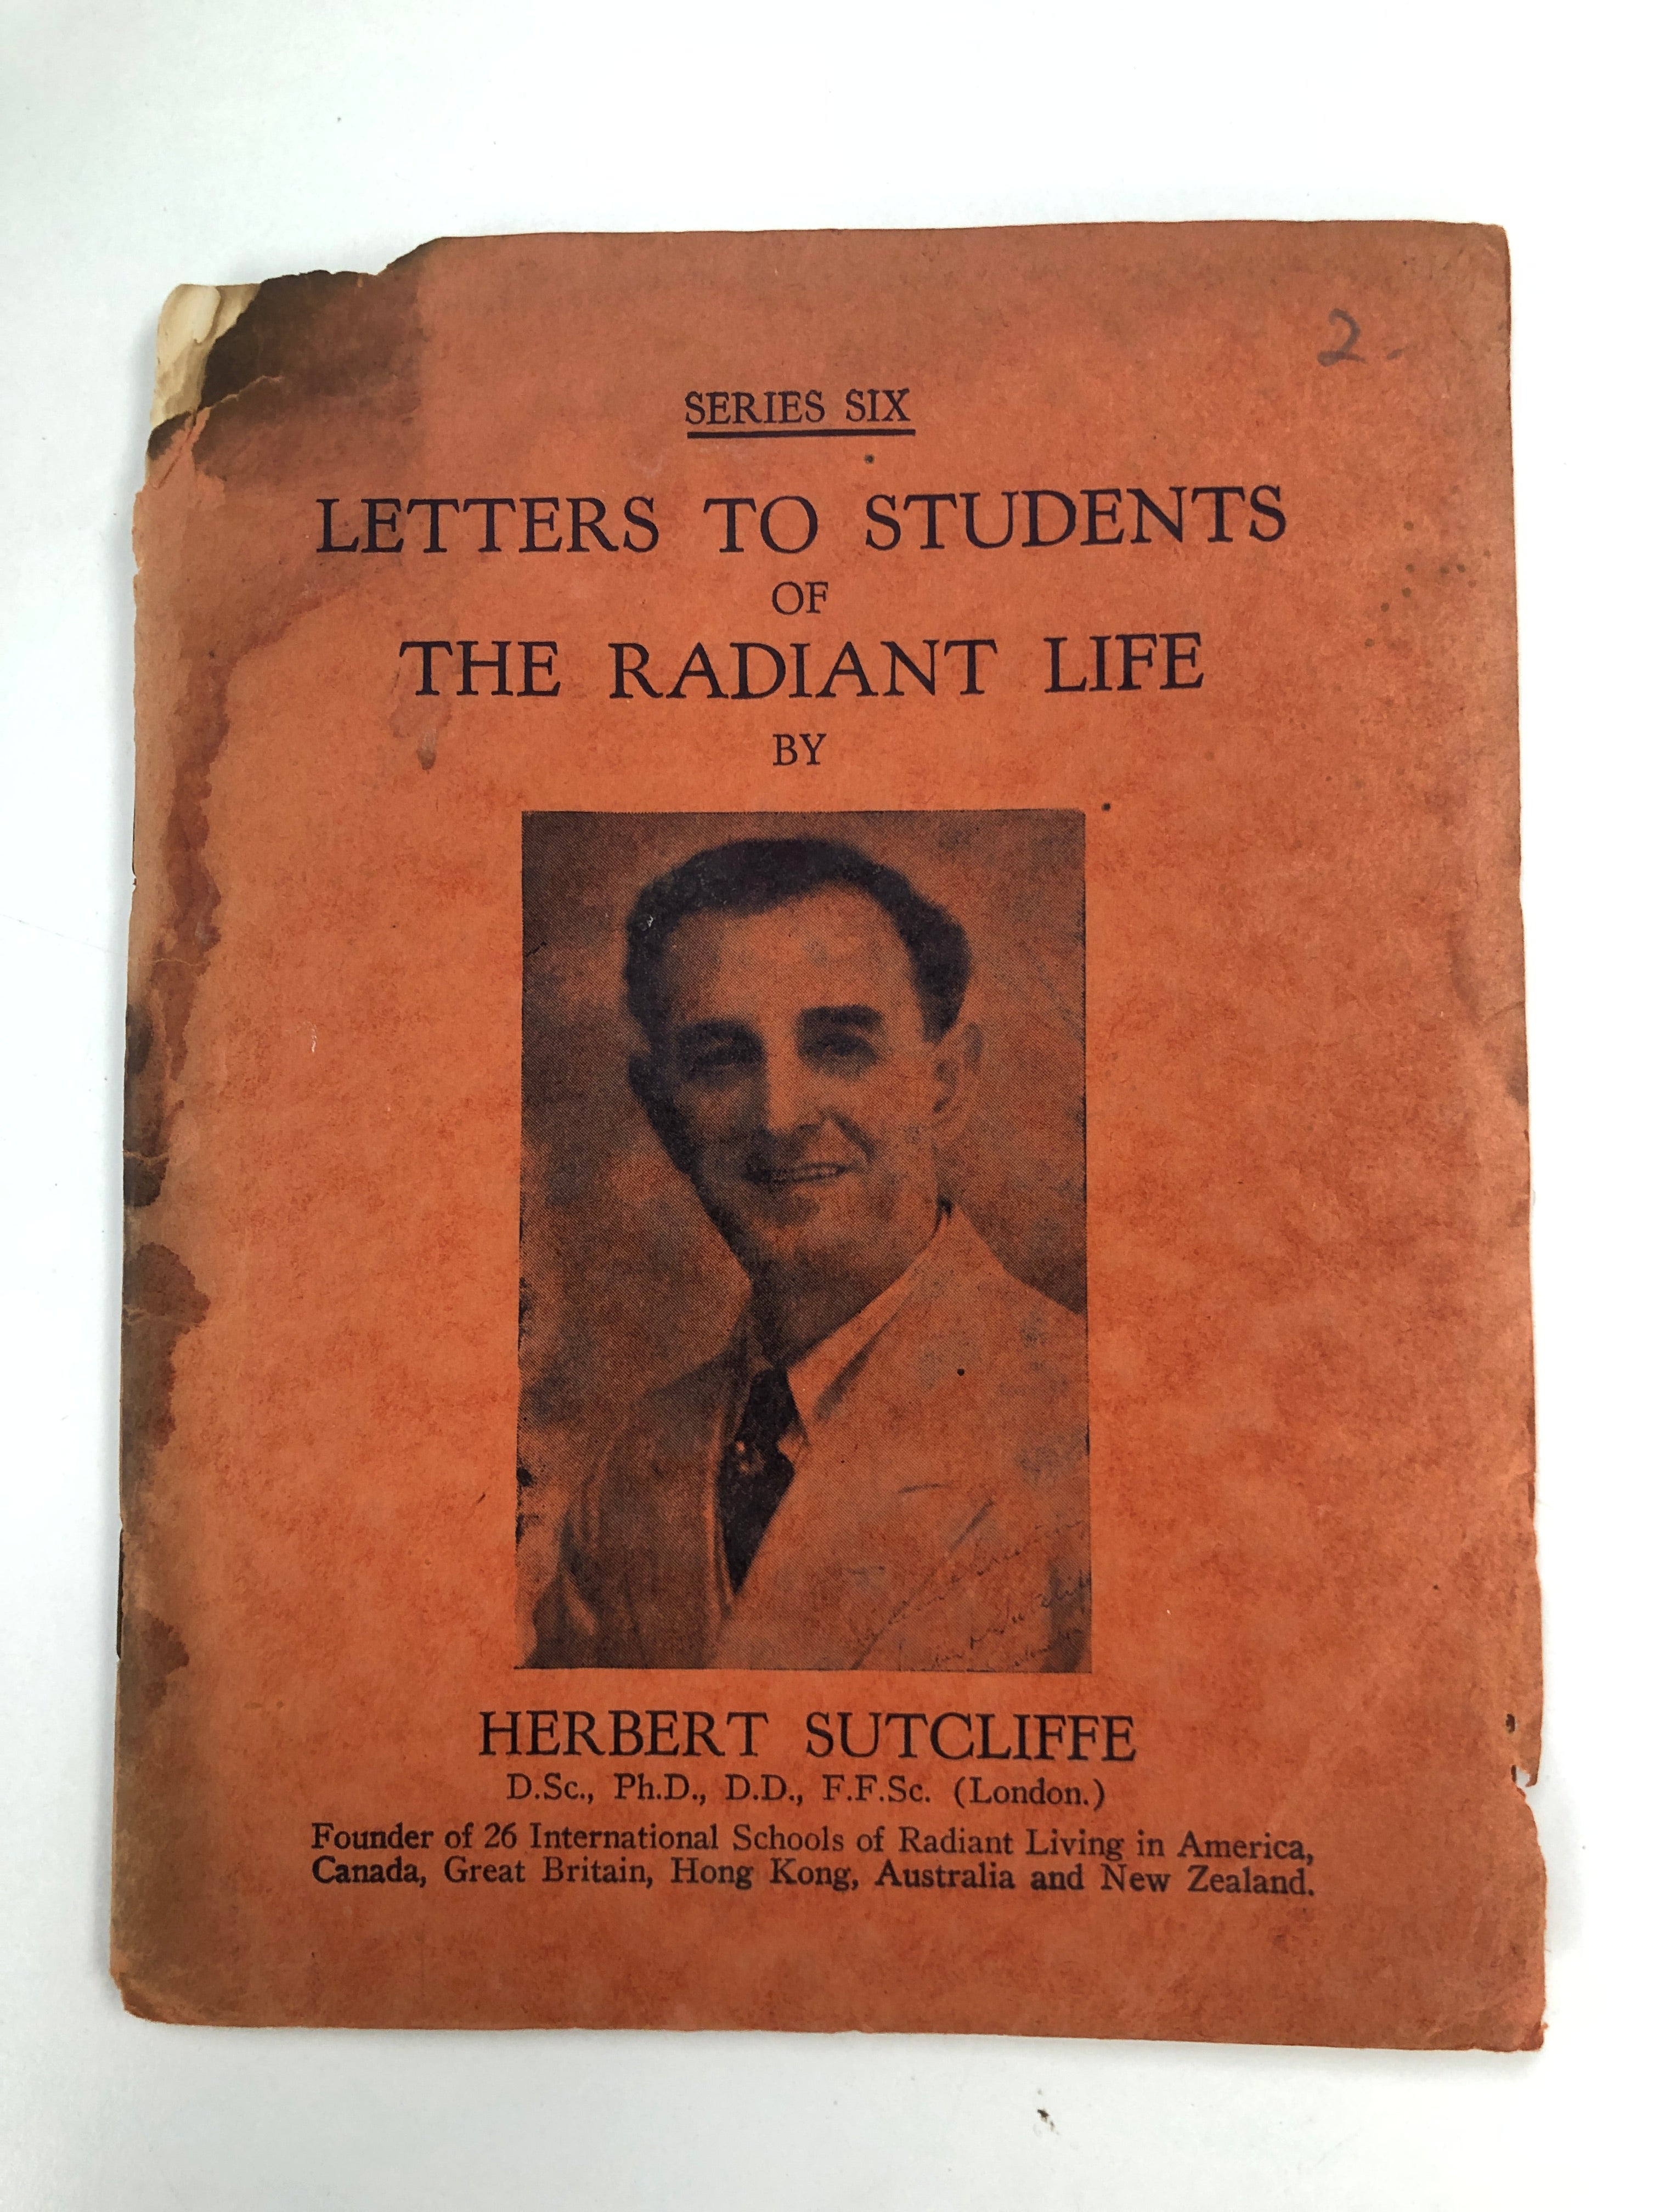 2.
SERIES SIX
LETTERS TO STUDENTS
OF
THE RADIANT LIFE
BY
Sutcliffe
HERBERT SUTCLIFFE
D.Sc., Ph.D., D.D., F.F.Sc. (London.)
Founder of 26 International Schools of Radiant Living in America,
Canada, Great Britain, Hong Kong, Australia and New Zealand.